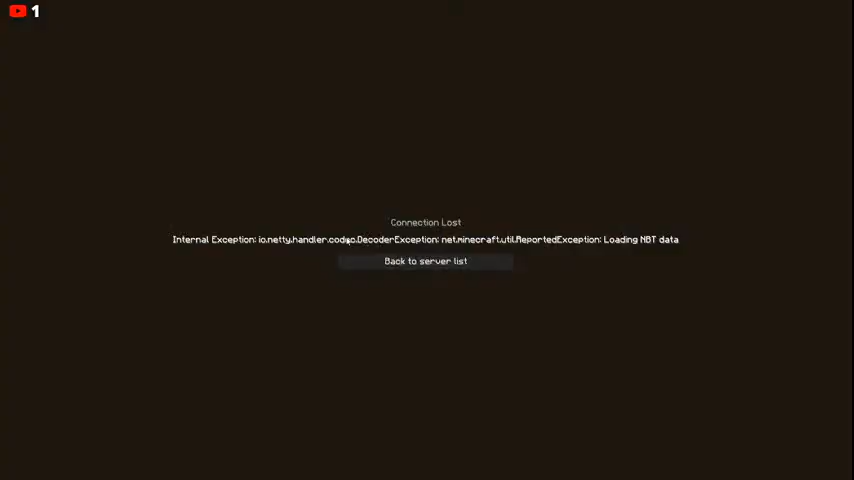 1
Connection Lost
Internal Exception: io.netty.handler.codec.DecoderException: net.minecraft.util.ReportedException: Loading NBT data
Back to server list